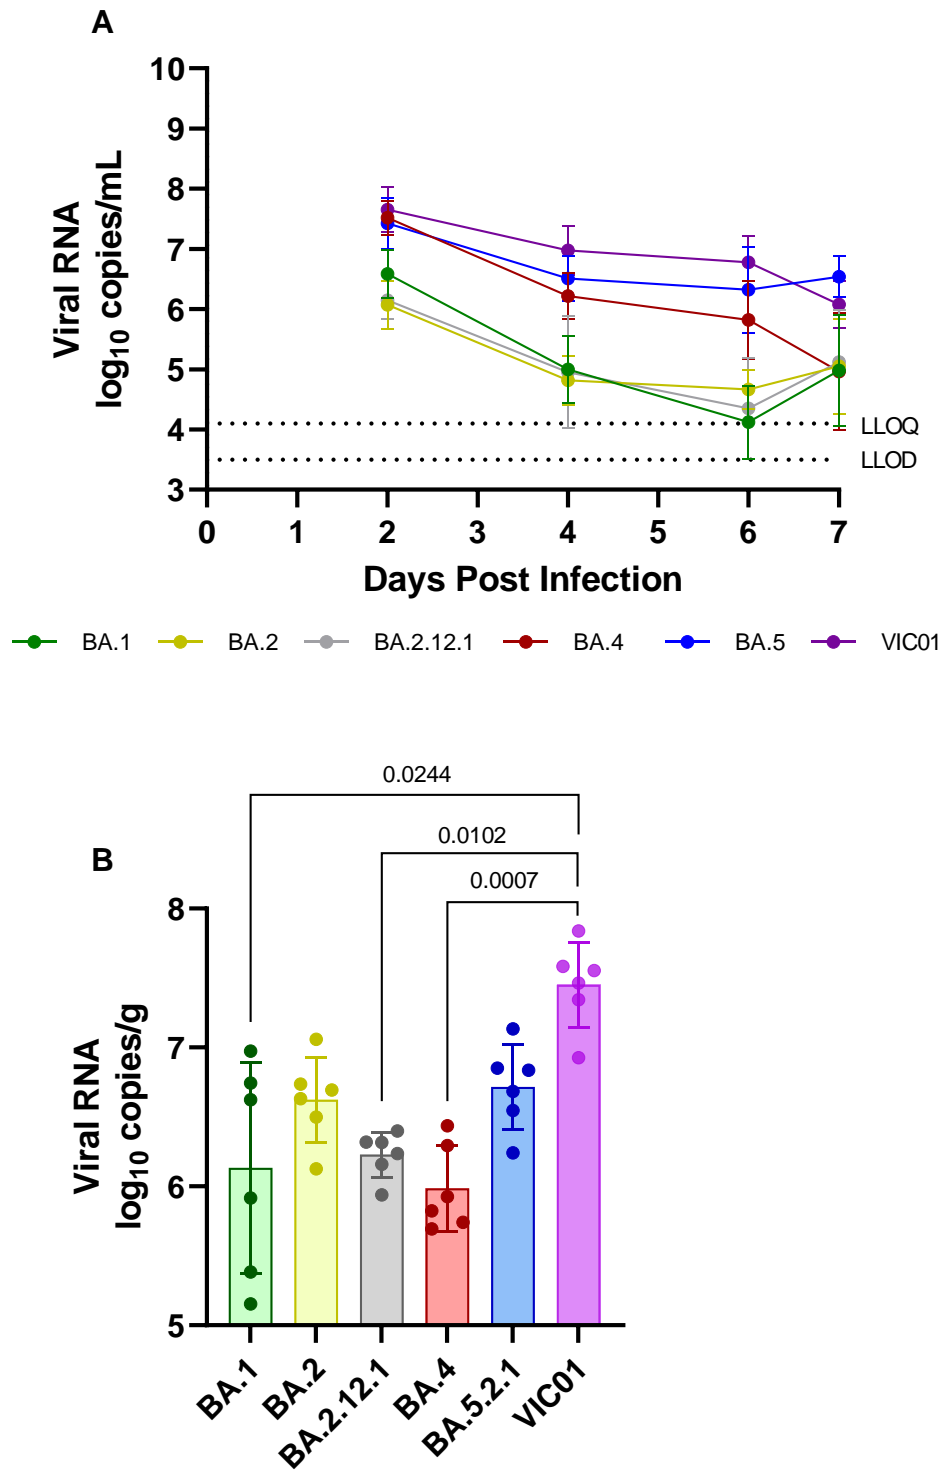 A
Viral RNA
log10 copies/mL
10
9
8
7
6
5
4
3
LLOQ
LLOD
0 1 2 3 4 5 6 7
Days Post Infection
BA.1 BA.2 BA.2.12.1 BA.4 BA.5 VIC01
0.0244
0.0102
B
0.0007
Viral RNA
log10 copies/g
8
7
6
5
BA.1 BA.2 BA.2.12.1 BA.4 BA.5.2.1 VIC01